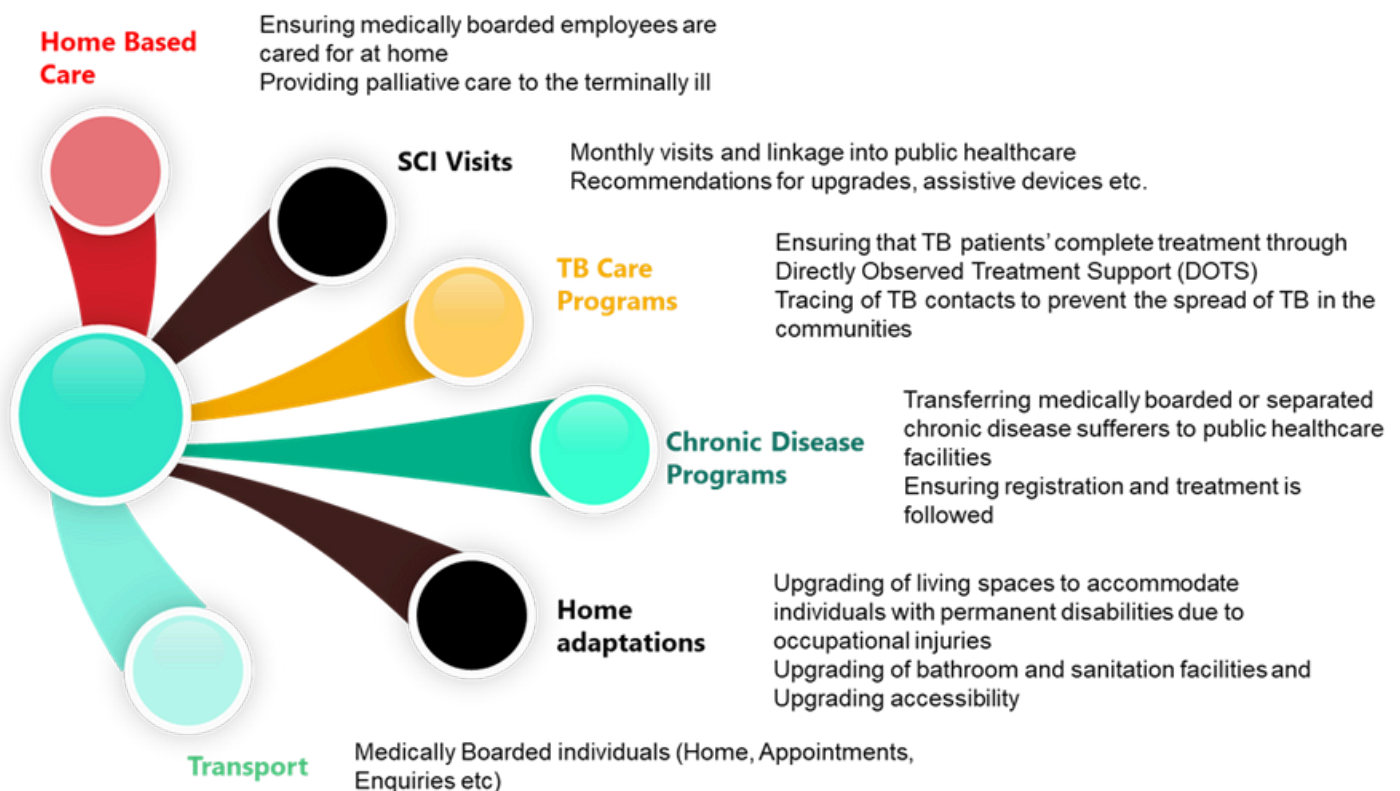 Home Based
Care
Ensuring medically boarded employees are
cared for at home
Providing palliative care to the terminally ill
SCI Visits
Monthly visits and linkage into public healthcare
Recommendations for upgrades, assistive devices etc.
TB Care
Programs
Ensuring that TB patients' complete treatment through
Directly Observed Treatment Support (DOTS)
Tracing of TB contacts to prevent the spread of TB in the
communities
Chronic Disease
Programs
Transferring medically boarded or separated
chronic disease sufferers to public healthcare
facilities
Ensuring registration and treatment is
followed
Home
adaptations
Upgrading of living spaces to accommodate
individuals with permanent disabilities due to
occupational injuries
Upgrading of bathroom and sanitation facilities and
Upgrading accessibility
Transport
Medically Boarded individuals (Home, Appointments,
Enquiries etc)